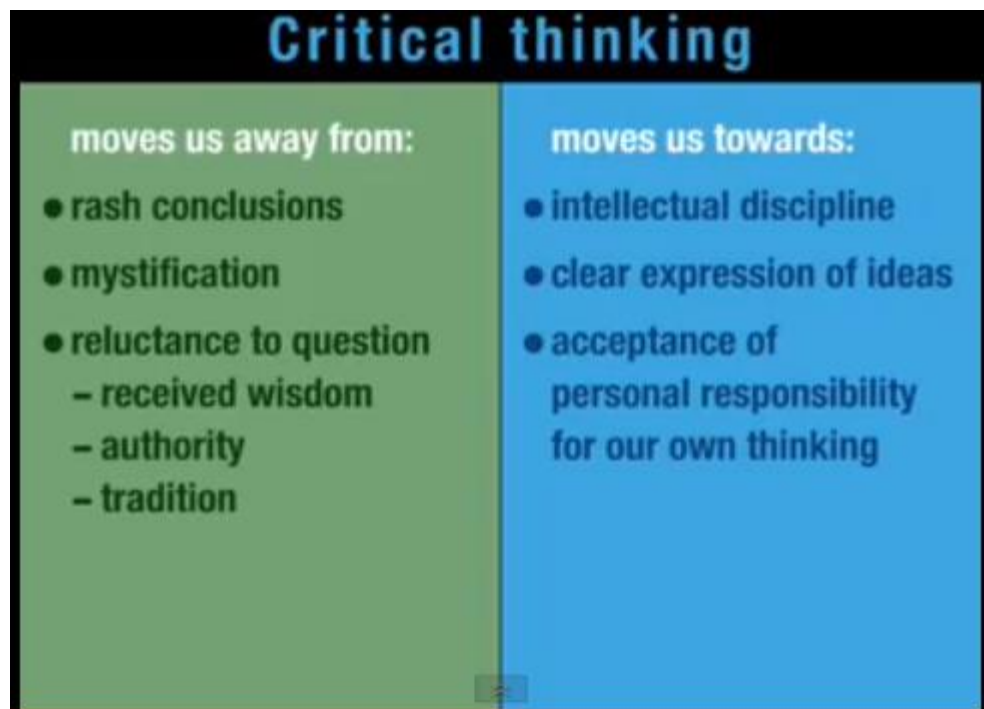 Critical thinking
moves us away from:
• rash conclusions
• mystification
• reluctance to question
– received wisdom
– authority
– tradition
moves us towards:
• intellectual discipline
• clear expression of ideas
• acceptance of
personal responsibility
for our own thinking